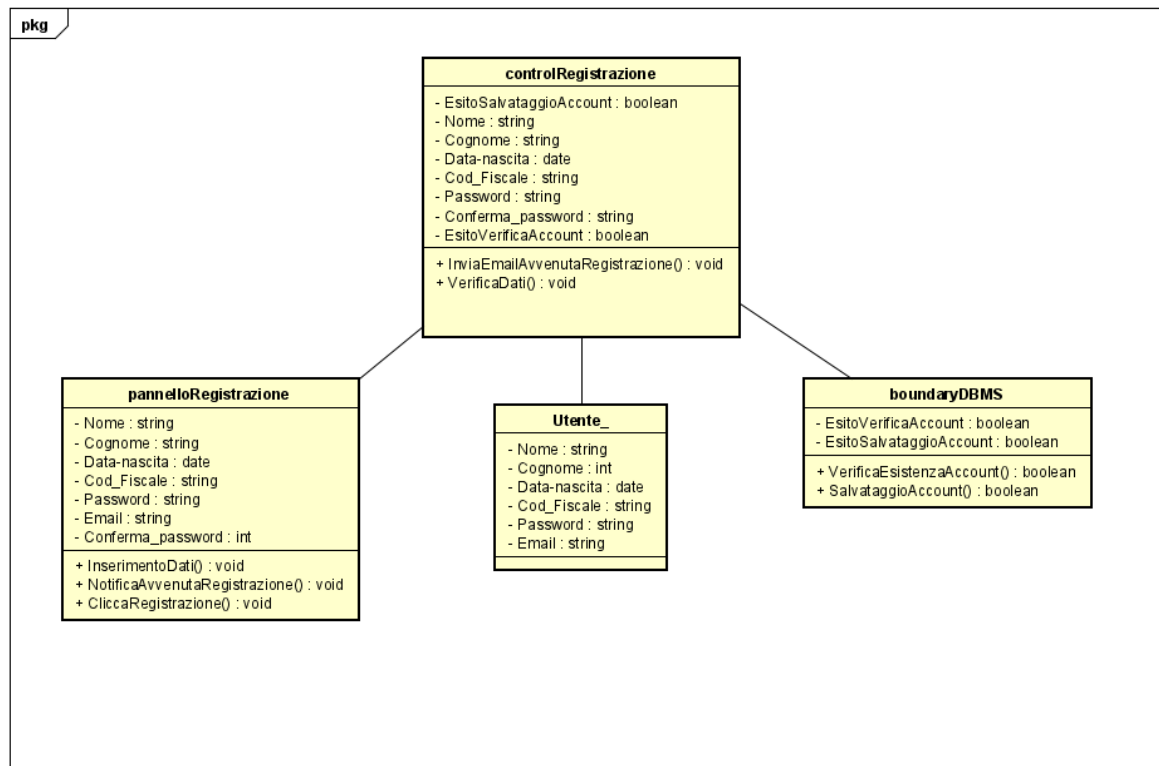 pkg
controlRegistrazione
- EsitoSalvataggioAccount : boolean
- Nome : string
- Cognome : string
- Data-nascita : date
- Cod_Fiscale : string
- Password : string
- Conferma_password : string
- EsitoVerificaAccount : boolean
+ InviaEmailAvvenutaRegistrazione() : void
+ VerificaDati() : void
pannelloRegistrazione
- Nome : string
- Cognome : string
- Data-nascita : date
- Cod_Fiscale : string
- Password : string
- Email : string
- Conferma_password : int
+ InserimentoDati() : void
+ NotificaAvvenutaRegistrazione() : void
+ CliccaRegistrazione() : void
Utente_
- Nome : string
- Cognome : int
- Data-nascita : date
- Cod_Fiscale : string
- Password : string
- Email : string
boundaryDBMS
- EsitoVerificaAccount : boolean
- EsitoSalvataggioAccount : boolean
+ VerificaEsistenzaAccount() : boolean
+ SalvataggioAccount() : boolean